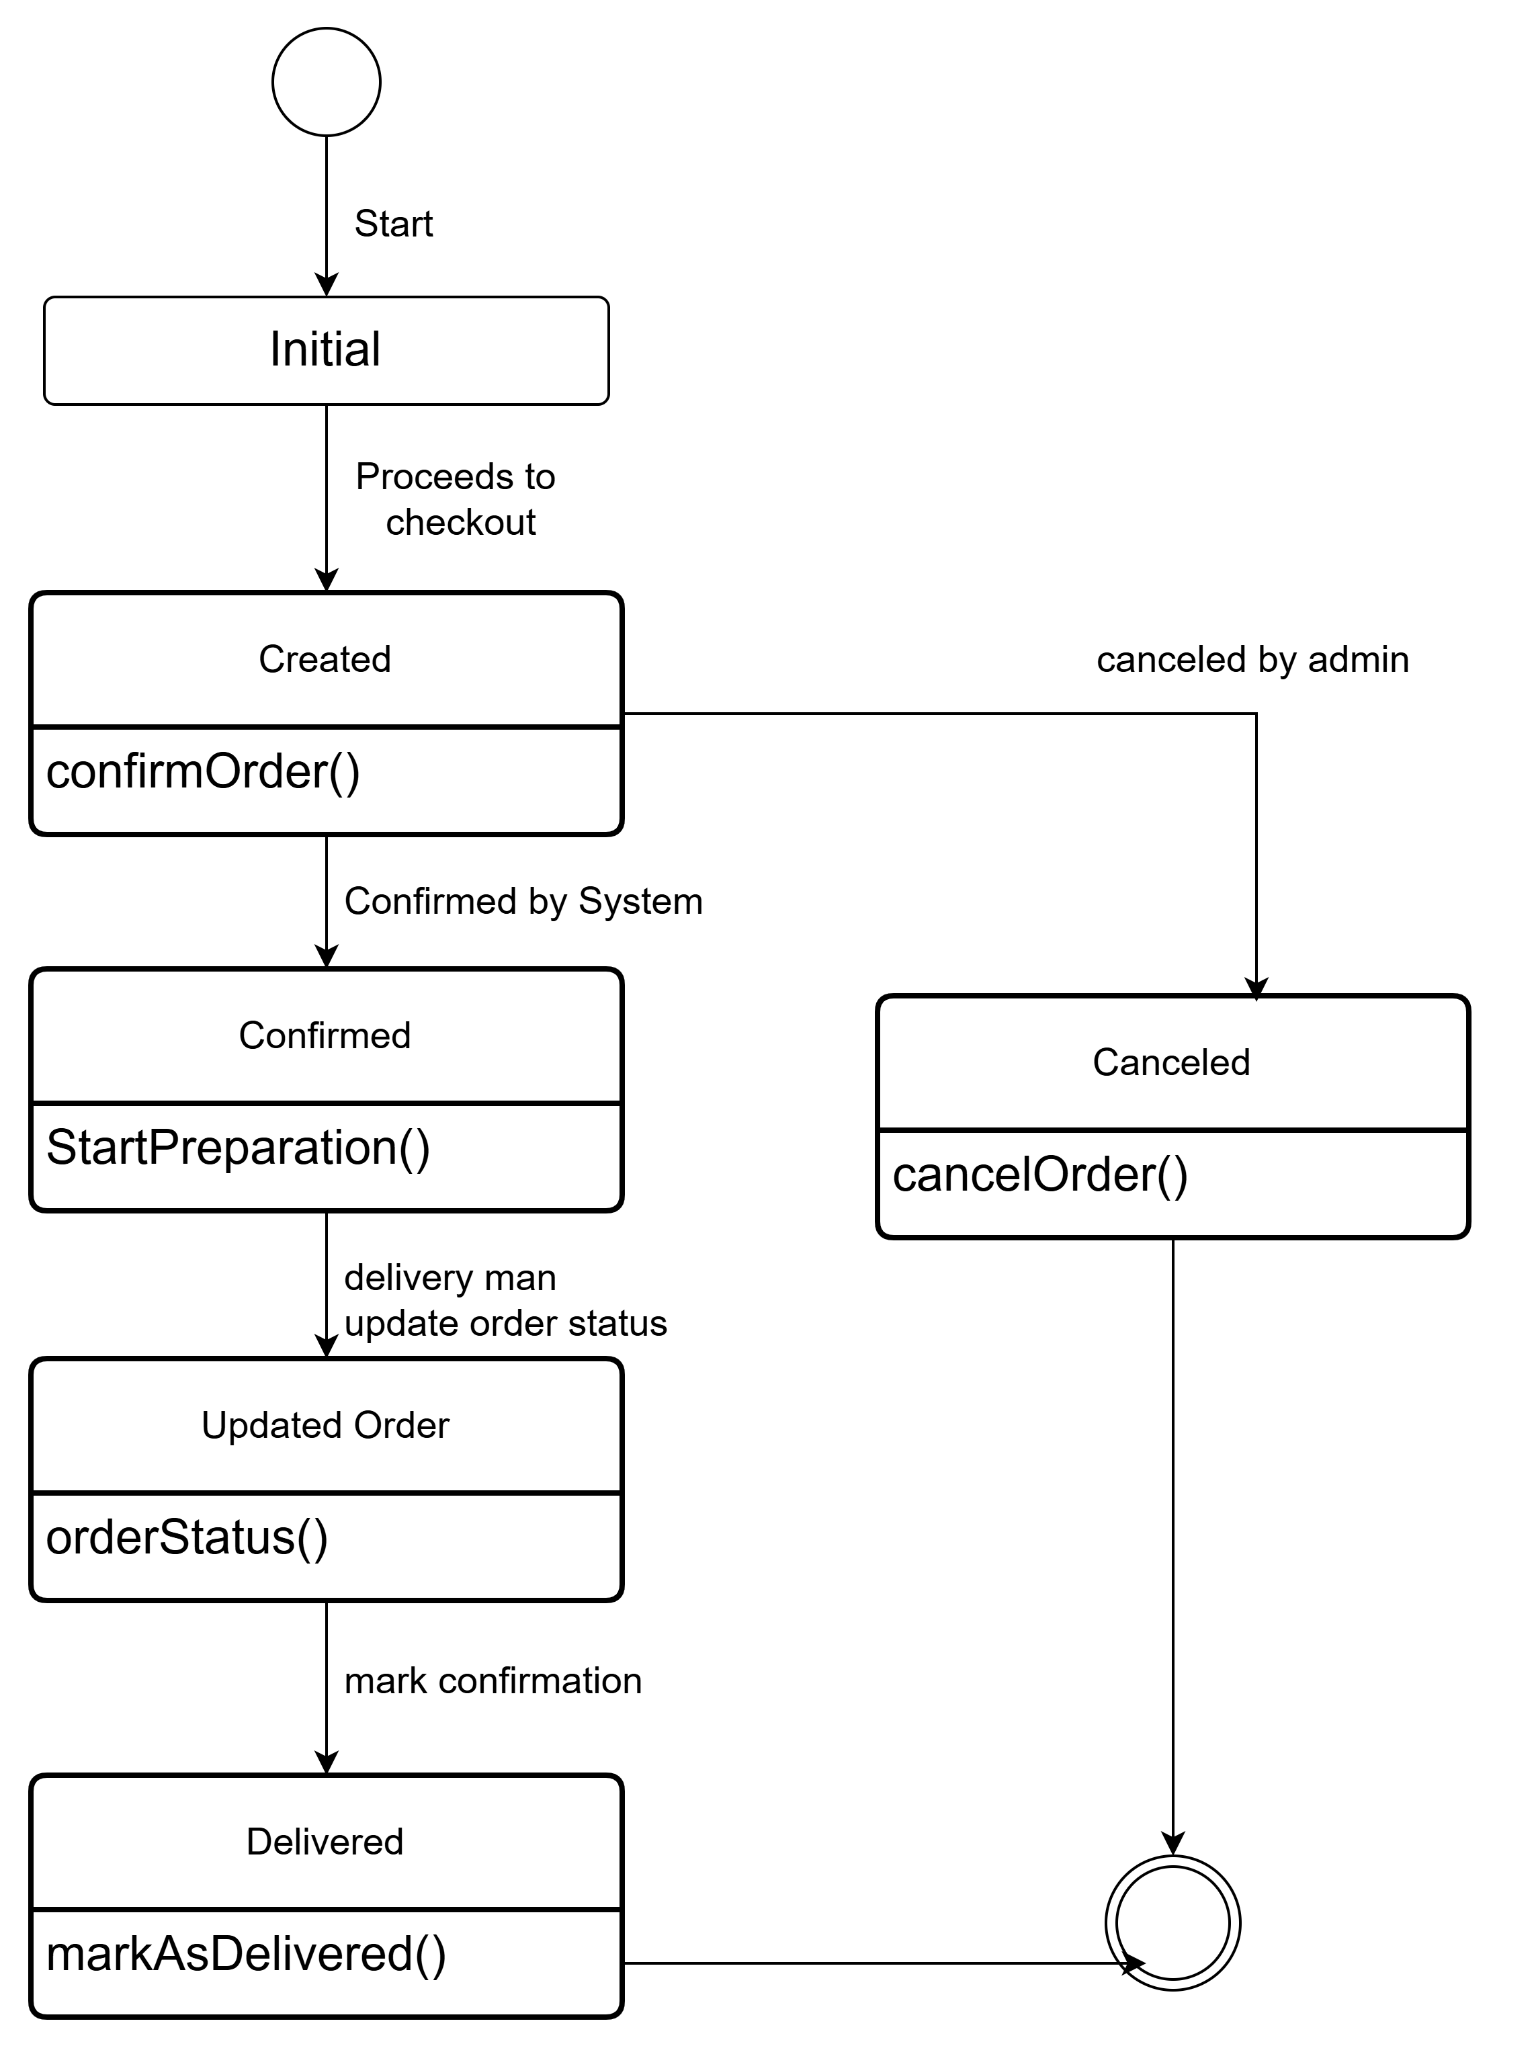 Start
Initial
Proceeds to
checkout
Created
canceled by admin
confirmOrder()
Confirmed by System
Confirmed
Canceled
StartPreparation()
cancelOrder()
delivery man
update order status
Updated Order
orderStatus()
mark confirmation
Delivered
markAsDelivered()